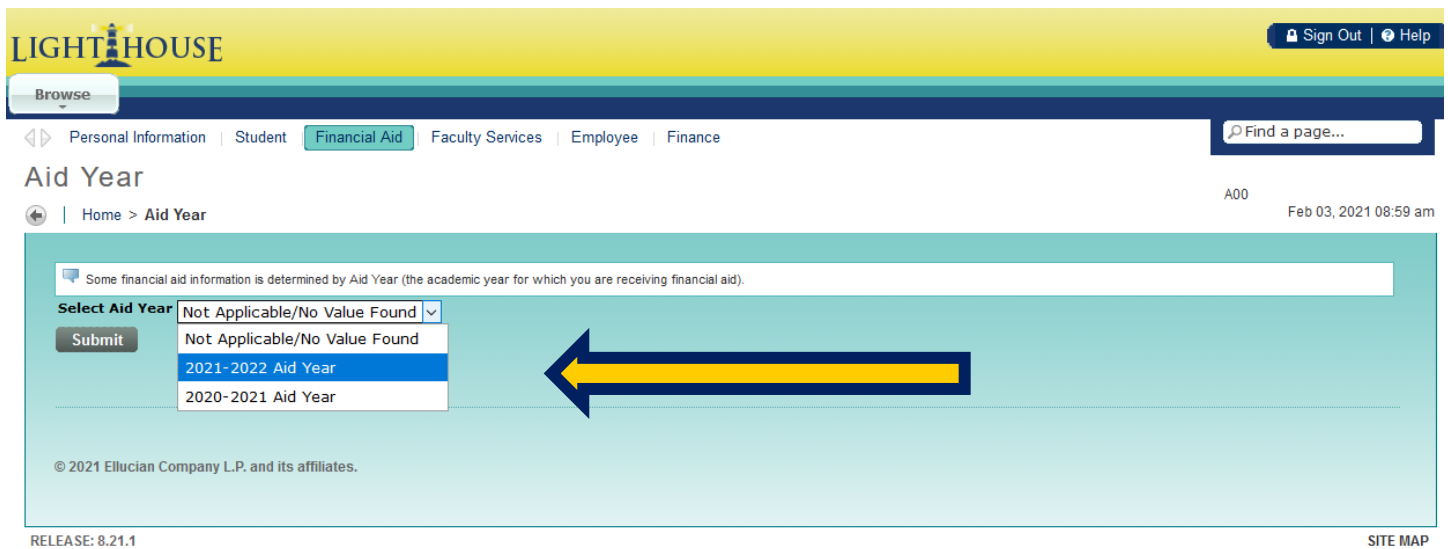 LIGHTHOUSE
Sign Out | Help
Browse
Personal Information | Student | Financial Aid | Faculty Services | Employee | Finance
Find a page...
Aid Year
A00
Home > Aid Year
Feb 03, 2021 08:59 am
Some financial aid information is determined by Aid Year (the academic year for which you are receiving financial aid).
Select Aid Year Not Applicable/No Value Found
Submit
Not Applicable/No Value Found
2021-2022 Aid Year
2020-2021 Aid Year
© 2021 Ellucian Company L.P. and its affiliates.
RELEASE: 8.21.1
SITE MAP